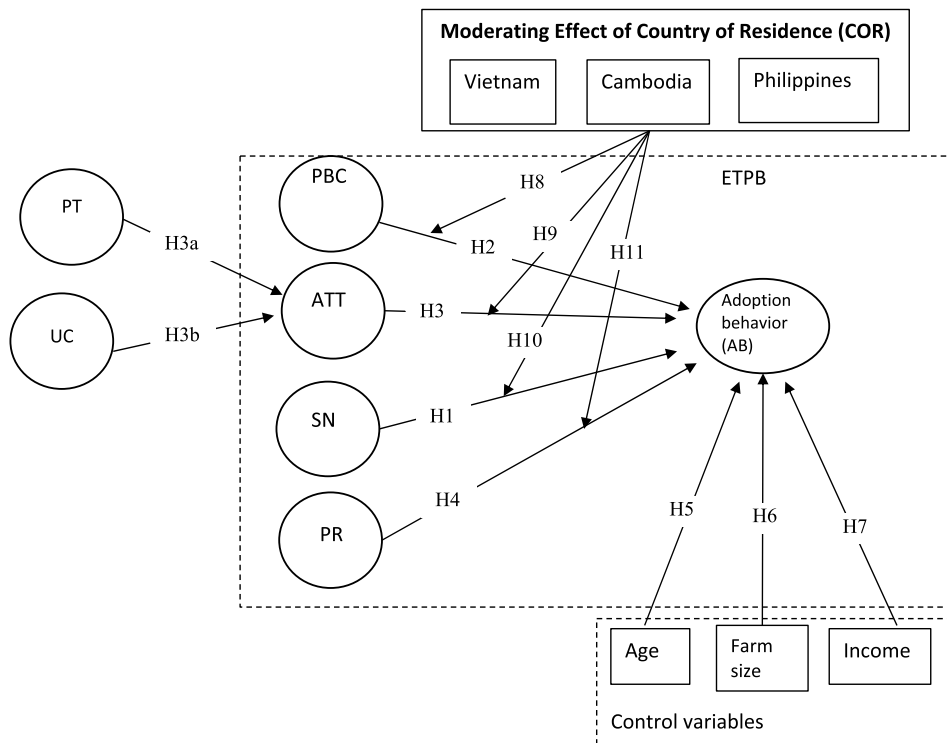 Moderating Effect of Country of Residence (COR)
Vietnam
Cambodia
Philippines
PBC
ETPB
PT
H8
H3a
H9
H2
H11
ATT
H3
Adoption
behavior
(AB)
UC
H3b
H10
SN
H1
H4
PR
H5
H6
H7
Age
Farm
size
Income
Control variables